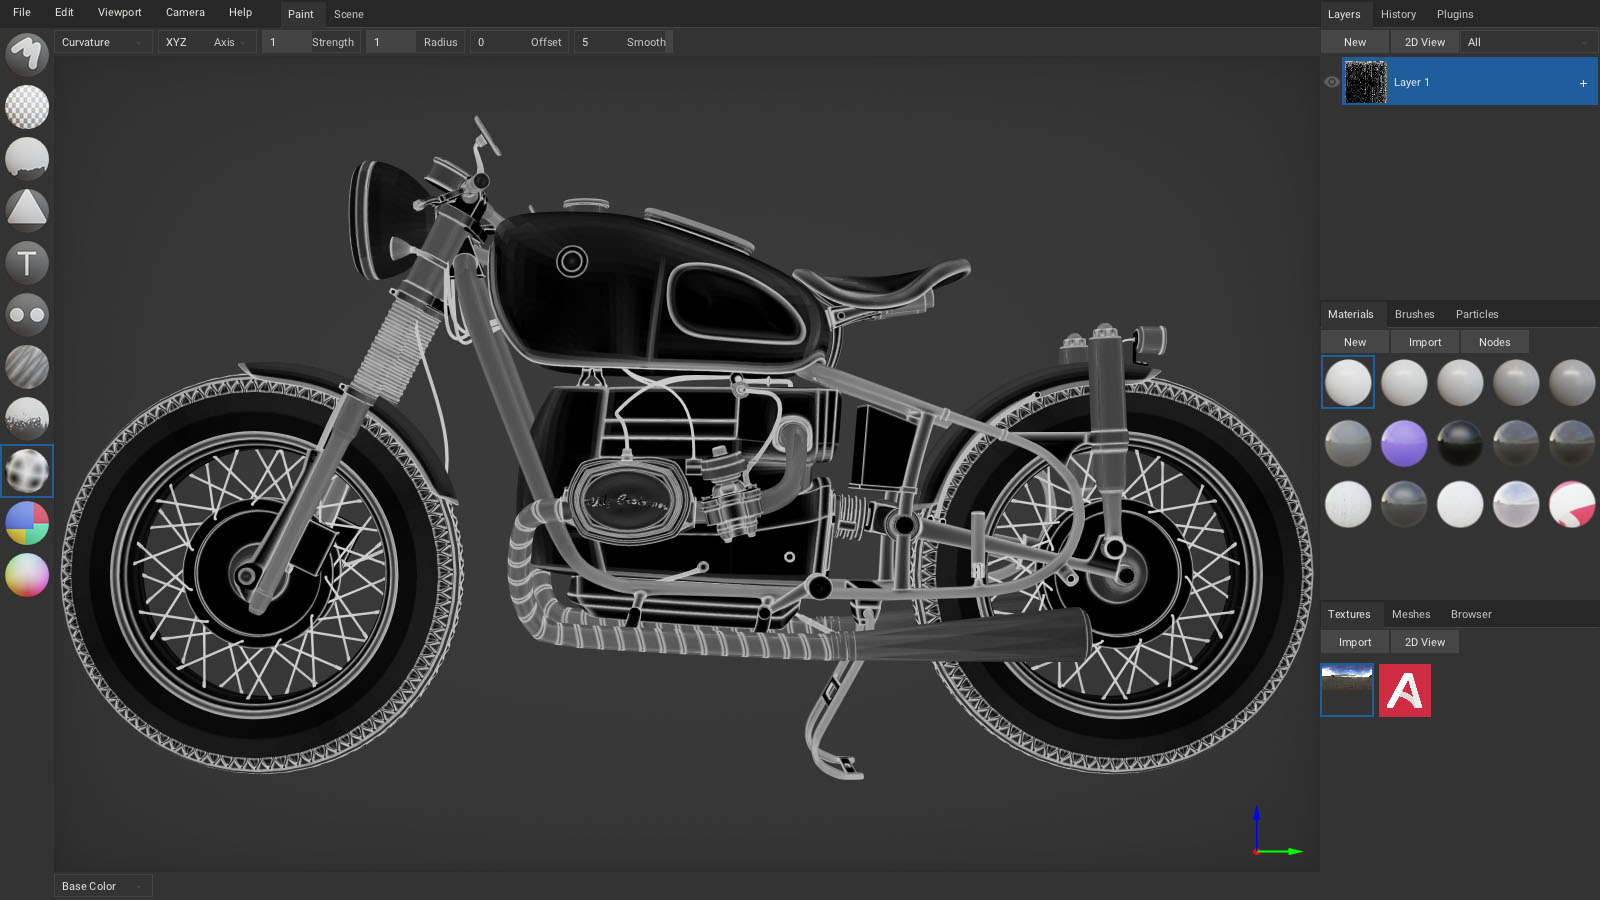 File Edit Viewport Camera Help Paint Scene
Curvature XYZ Axis 1 Strength 1 Radius 0 Offset 5 Smooth
T
Base Color
Layers History Plugins
New 2D View All
Layer 1 +
Materials Brushes Particles
New Import Nodes
Textures Meshes Browser
Import 2D View
A